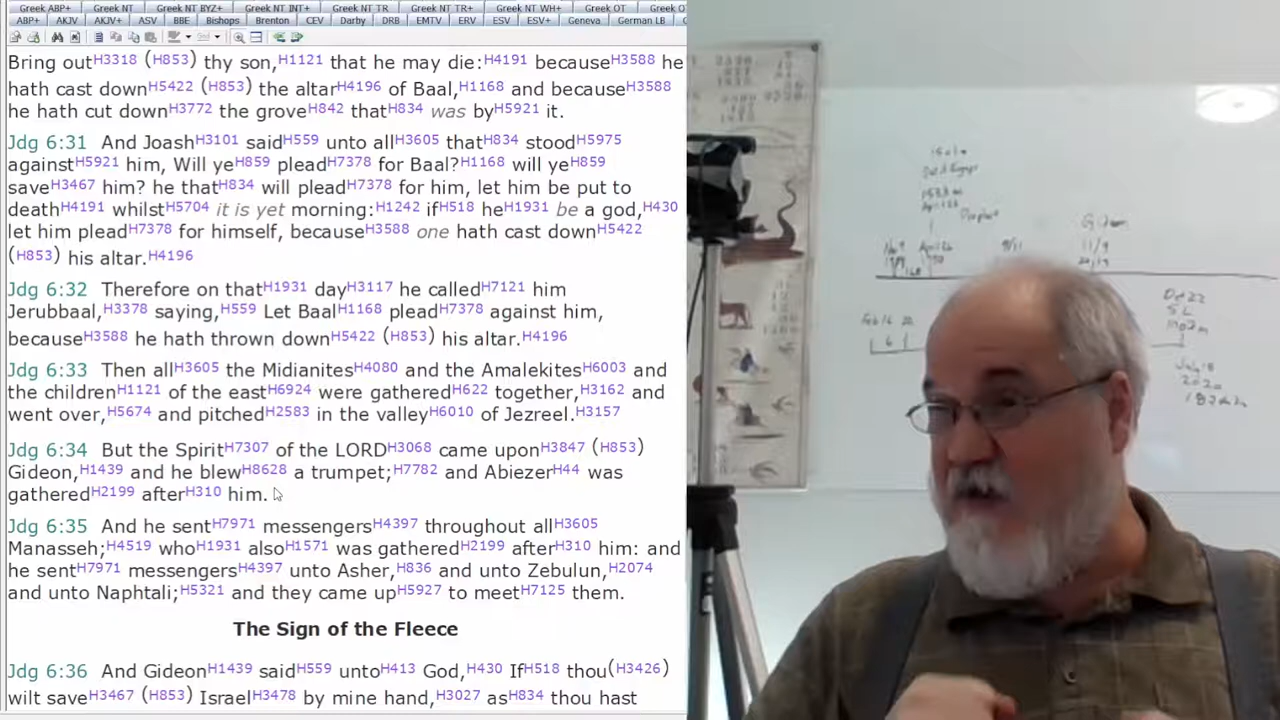 Greek ABP+ Greek NT Greek NT BYZ+ Greek NT INT+ Greek NT TR Greek NT TR+ Greek NT WH+ Greek OT
ABP+ AKJV AKJV+ ASV BBE Bishops Brenton CEV Darby DRB EMTV ERV ESV ESV+ Geneva German LB
Bring outH3318 (H853) thy son,H1121 that he may die:H4191 becauseH3588 he
hath cast downH5422 (H853) the altarH4196 of Baal,H1168 and becauseH3588
he hath cut downH3772 the groveH842 thatH834 was byH5921 it.
Jdg 6:31 And JoashH3101 saidH559 unto allH3605 thatH834 stoodH5975
againstH5921 him, Will yeH859 pleadH7378 for Baal?H1168 will yeH859
saveH3467 him? he thatH834 will pleadH7378 for him, let him be put to
deathH4191 whilstH5704 it is yet morning:H1242 ifH518 heH1931 be a god,H430
let him pleadH7378 for himself, becauseH3588 one hath cast downH5422
(H853) his altar.H4196
Jdg 6:32 Therefore on thatH1931 dayH3117 he calledH7121 him
Jerubbaal,H3378 saying,H559 Let BaalH1168 pleadH7378 against him,
becauseH3588 he hath thrown downH5422 (H853) his altar.H4196
Jdg 6:33 Then allH3605 the MidianitesH4080 and the AmalekitesH6003 and
the childrenH1121 of the eastH6924 were gatheredH622 together,H3162 and
went over,H5674 and pitchedH2583 in the valleyH6010 of Jezreel.H3157
Jdg 6:34 But the SpiritH7307 of the LORDH3068 came uponH3847 (H853)
Gideon,H1439 and he blewH8628 a trumpet;H7782 and AbiezerH44 was
gatheredH2199 afterH310 him.
Jdg 6:35 And he sentH7971 messengersH4397 throughout allH3605
Manasseh;H4519 whoH1931 alsoH1571 was gatheredH2199 afterH310 him: and
he sentH7971 messengersH4397 unto Asher,H836 and unto Zebulun,H2074
and unto Naphtali;H5321 and they came upH5927 to meetH7125 them.
The Sign of the Fleece
Jdg 6:36 And GideonH1439 saidH559 untoH413 God,H430 IfH518 thou(H3426)
wilt saveH3467 (H853) IsraelH3478 by mine hand,H3027 asH834 thou hast
Gideon
9/11 11/9
Oct 22
Feb 16
July 18
2020